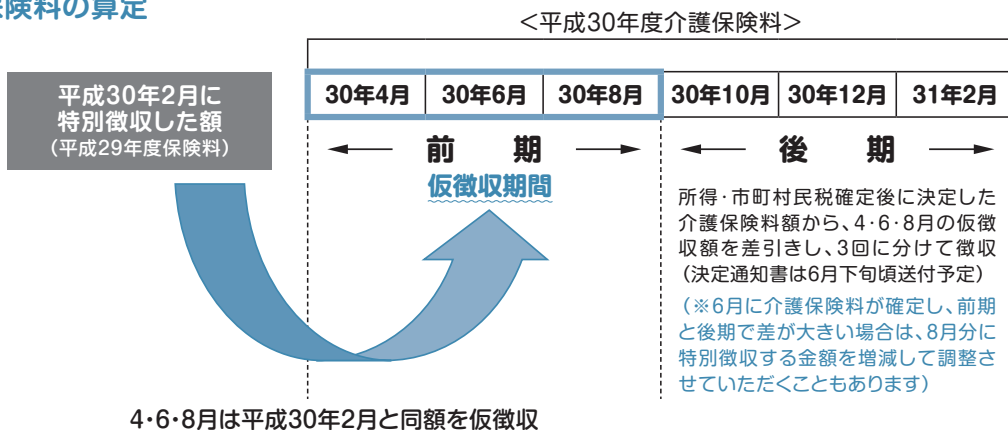 保険料の算定
＜平成30年度介護保険料＞
平成30年2月に
特別徴収した額
（平成29年度保険料）
30年4月 30年6月 30年8月 30年10月 30年12月 31年2月
前 期
後 期
仮徴収期間
所得・市町村民税確定後に決定した
介護保険料額から、4・6・8月の仮徴
収額を差引きし、3回に分けて徴収
（決定通知書は6月下旬頃送付予定）
（※6月に介護保険料が確定し、前期
と後期で差が大きい場合は、8月分に
特別徴収する金額を増減して調整さ
せていただくこともあります）
4・6・8月は平成30年2月と同額を仮徴収